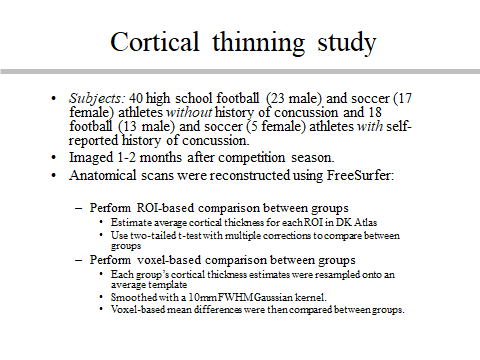 Cortical thinning study
• Subjects: 40 high school football (23 male) and soccer (17
female) athletes without history of concussion and 18
football (13 male) and soccer (5 female) athletes with self-
reported history of concussion.
• Imaged 1-2 months after competition season.
• Anatomical scans were reconstructed using FreeSurfer:
– Perform ROI-based comparison between groups
• Estimate average cortical thickness for each ROI in DK Atlas
• Use two-tailed t-test with multiple corrections to compare between
groups
– Perform voxel-based comparison between groups
• Each group's cortical thickness estimates were resampled onto an
average template
• Smoothed with a 10mm FWHM Gaussian kernel.
• Voxel-based mean differences were then compared between groups.